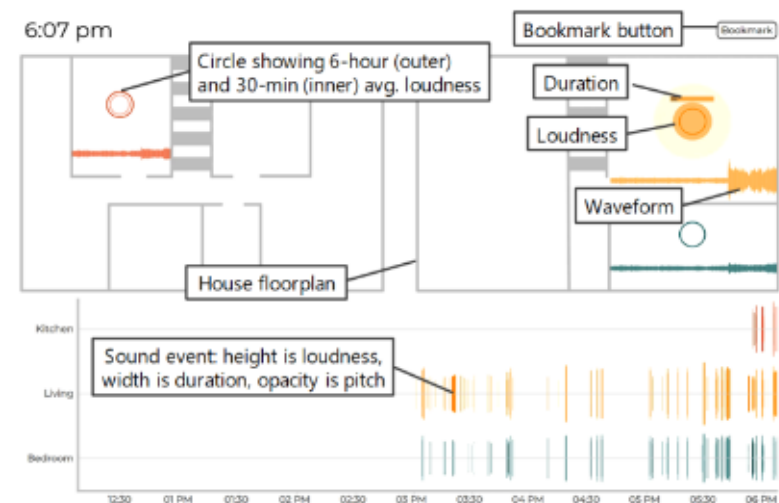 6:07 pm
Bookmark button
Bookmark
Circle showing 6-hour (outer)
and 30-min (inner) avg. loudness
Duration
Loudness
Waveform
House floorplan
Kitchen
Sound event: height is loudness,
width is duration, opacity is pitch
Living
Bedroom
12:30 01 PM 01:30 02 PM 02:30 03 PM 03:30 04 PM 04:30 05 PM 05:30 06 PM